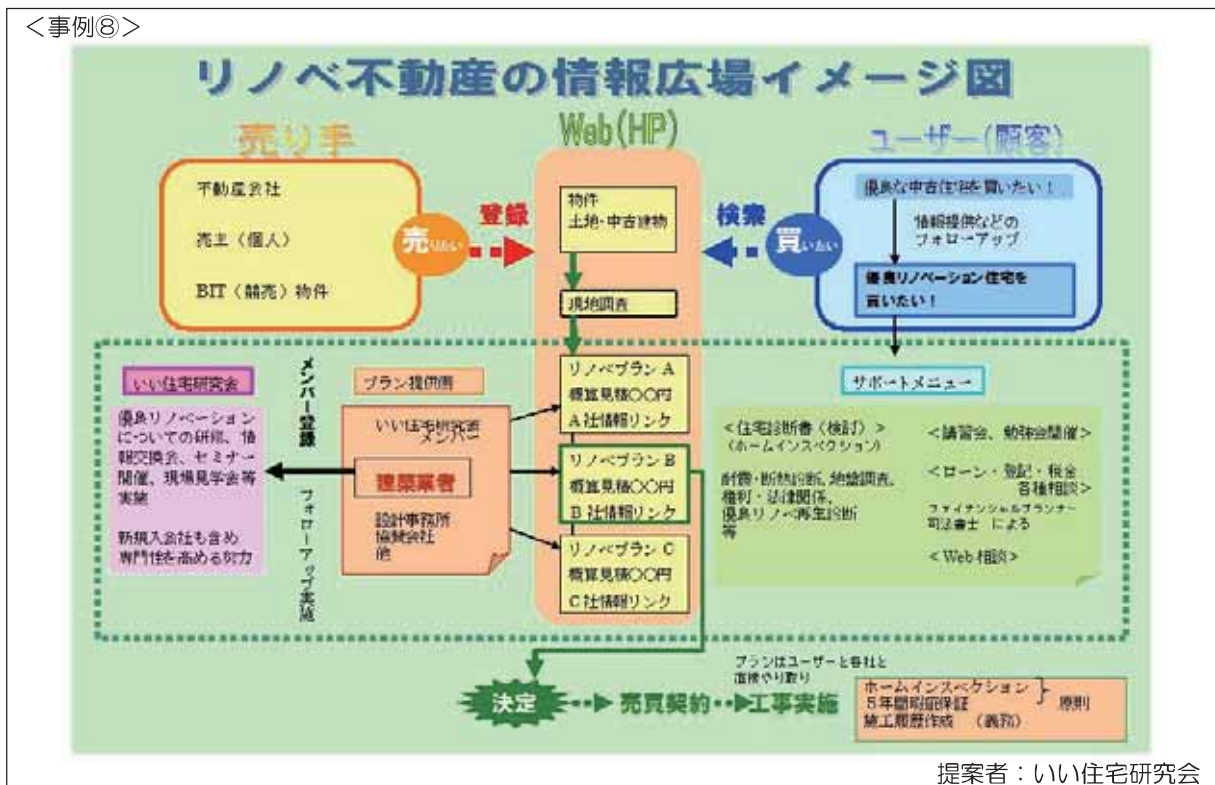 ＜事例⑧＞
リノベ不動産の情報広場イメージ図
売り手
不動産会社
売主（個人）
BIT（競売）物件
売りたい
登録
Web(HP)
物件
土地・中古建物
現地調査
検索
買いたい
ユーザー(顧客)
優良な中古住宅を買いたい！
情報提供などの
フォローアップ
優良リノベーション住宅を
買いたい！
いい住宅研究会
優良リノベーション
についての研修、情
報交換会、セミナー
開催、現場見学会等
実施
新規入会社も含め
専門性を高める努力
メンバー登録
フォローアップ実施
プラン提供側
いい住宅研究会
メンバー
建築業者
設計事務所
協賛会社
他
リノベプラン A
概算見積〇〇円
A 社情報リンク
リノベプラン B
概算見積〇〇円
B 社情報リンク
リノベプラン C
概算見積〇〇円
C 社情報リンク
サポートメニュー
＜住宅診断書（検討）＞
（ホームインスペクション）
耐震・断熱診断、地盤調査、
権利・法律関係、
優良リノベ再生診断
等
＜講習会、勉強会開催＞
＜ローン・登記・税金
各種相談＞
ファイナンシャルプランナー
司法書士 による
＜Web 相談＞
決定
売買契約
工事実施
プランはユーザーと各社と
直接やり取り
ホームインスペクション
5年間瑕疵保証
原則
施工履歴作成 （義務）
提案者：いい住宅研究会